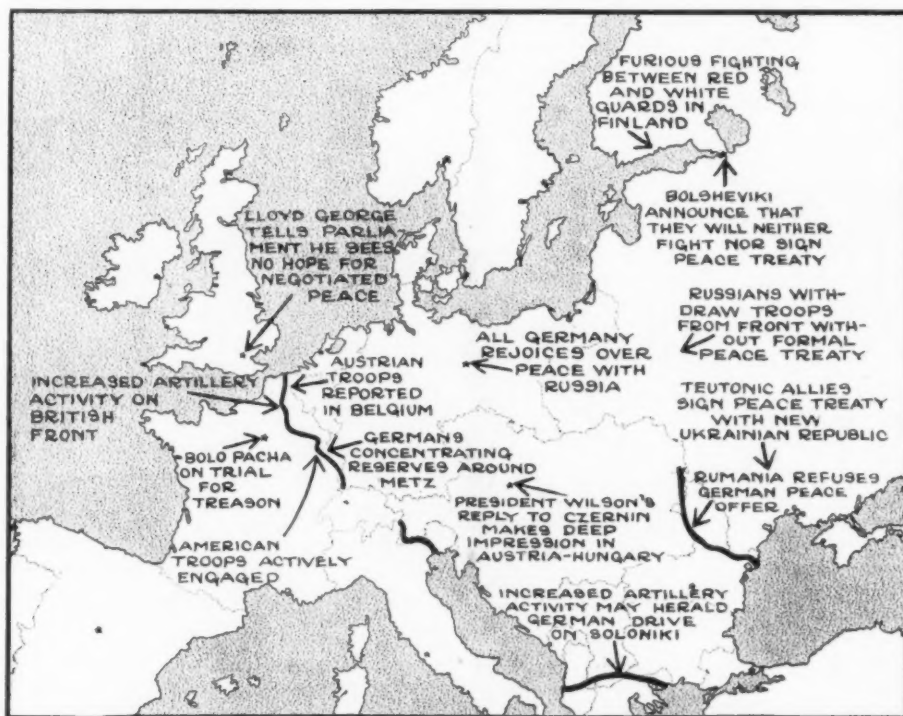 FURIOUS FIGHTING
BETWEEN RED
AND WHITE
GUARDS IN
FINLAND
BOLSHEVIKI
ANNOUNCE THAT
THEY WILL NEITHER
FIGHT NOR SIGN
PEACE TREATY
LLOYD GEORGE
TELLS PARLIA-
MENT HE SEES
NO HOPE FOR
NEGOTIATED
PEACE
RUSSIANS WITH-
DRAW TROOPS
FROM FRONT WITH-
OUT FORMAL
PEACE TREATY
ALL GERMANY
REJOICES OVER
PEACE WITH
RUSSIA
AUSTRIAN
TROOPS
REPORTED
IN BELGIUM
INCREASED ARTILLERY
ACTIVITY ON
BRITISH
FRONT
TEUTONIC ALLIES
SIGN PEACE TREATY
WITH NEW
UKRAINIAN REPUBLIC
BOLO PACHA
ON TRIAL
FOR
TREASON
GERMANS
CONCENTRATING
RESERVES AROUND
METZ
RUMANIA REFUSES
GERMAN PEACE
OFFER
PRESIDENT WILSON'S
REPLY TO CZERNIN
MAKES DEEP
IMPRESSION IN
AUSTRIA-HUNGARY
AMERICAN
TROOPS ACTIVELY
ENGAGED
INCREASED ARTILLERY
ACTIVITY MAY HERALD
GERMAN DRIVE
ON SOLONIKI